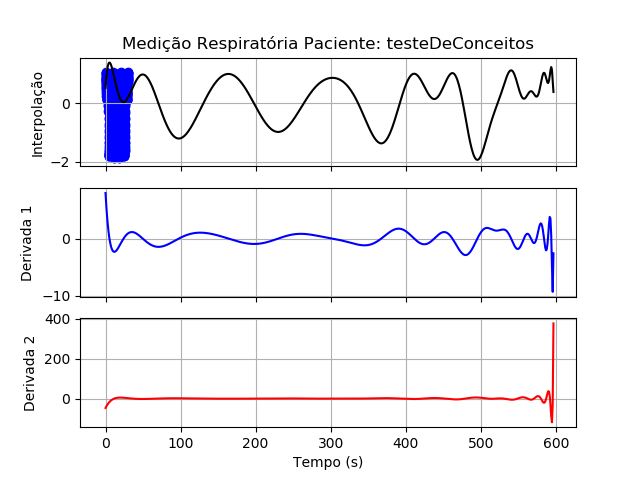 Medição Respiratória Paciente: testeDeConceitos
Interpolação
0
−2
Derivada 1
0
−10
Derivada 2
400
200
0
0 100 200 300 400 500 600
Tempo (s)